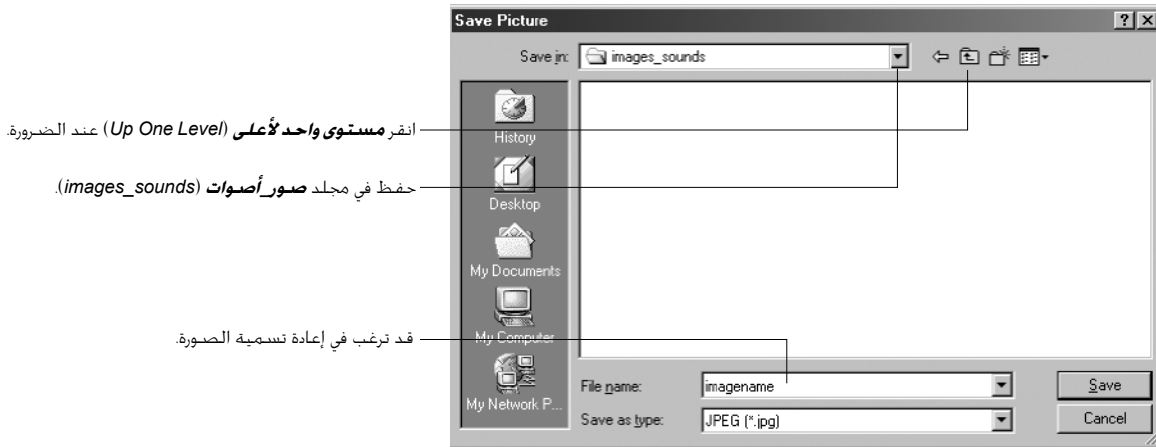 Save Picture
Save in:
images_sounds
History
Desktop
My Documents
My Computer
My Network P...
File name:
imagename
Save
Save as type:
JPEG (*.jpg)
Cancel
انقر مستوى واحد لأعلى (Up One Level) عند الضرورة.
حفظ في مجلد صور_أصوات (images_sounds).
قد ترغب في إعادة تسمية الصورة.